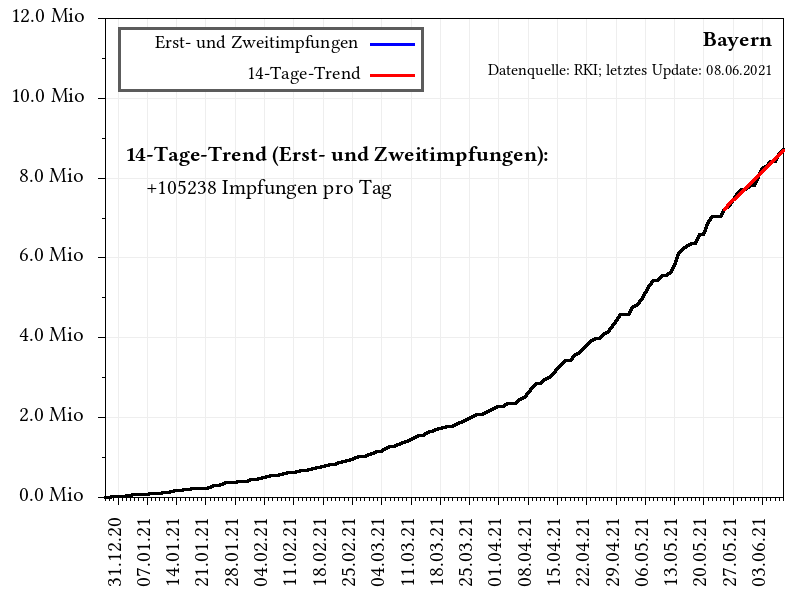 12.0 Mio
10.0 Mio
8.0 Mio
6.0 Mio
4.0 Mio
2.0 Mio
0.0 Mio
Erst- und Zweitimpfungen
14-Tage-Trend
Bayern
Datenquelle: RKI; letztes Update: 08.06.2021
14-Tage-Trend (Erst- und Zweitimpfungen):
+105238 Impfungen pro Tag
31.12.20
07.01.21
14.01.21
21.01.21
28.01.21
04.02.21
11.02.21
18.02.21
25.02.21
04.03.21
11.03.21
18.03.21
25.03.21
01.04.21
08.04.21
15.04.21
22.04.21
29.04.21
06.05.21
13.05.21
20.05.21
27.05.21
03.06.21